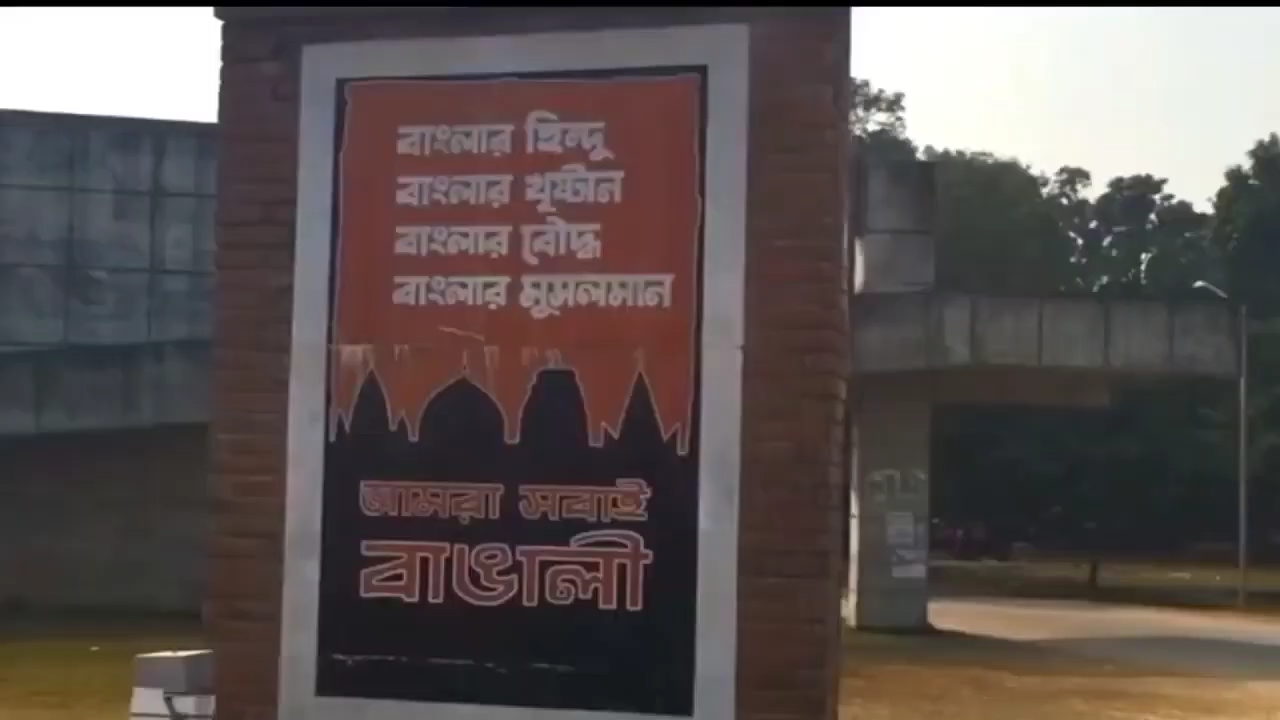 বাংলার হিন্দু
বাংলার খৃষ্টান
বাংলার বৌদ্ধ
বাংলার মুসলমান
আমরা সবাই
বাঙালী